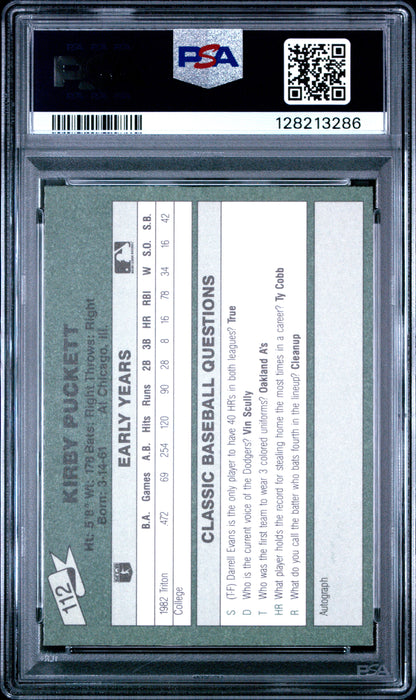 PSA
128213286
112
KIRBY PUCKETT
Ht: 5'8" Wt: 178 Bats: Right Throws: Right
Born: 3-14-61 At Chicago, Ill.
EARLY YEARS
B.A. Games A.B. Hits Runs 2B 3B HR RBI W S.O. S.B.
1982 Triton 472 69 254 120 90 28 8 16 78 34 16 42
College
CLASSIC BASEBALL QUESTIONS
S (T-F) Darrell Evans is the only player to have 40 HR's in both leagues? True
D Who is the current voice of the Dodgers? Vin Scully
T Who was the first team to wear 3 colored uniforms? Oakland A's
HR What player holds the record for stealing home the most times in a career? Ty Cobb
R What do you call the batter who bats fourth in the lineup? Cleanup
Autograph
PSA